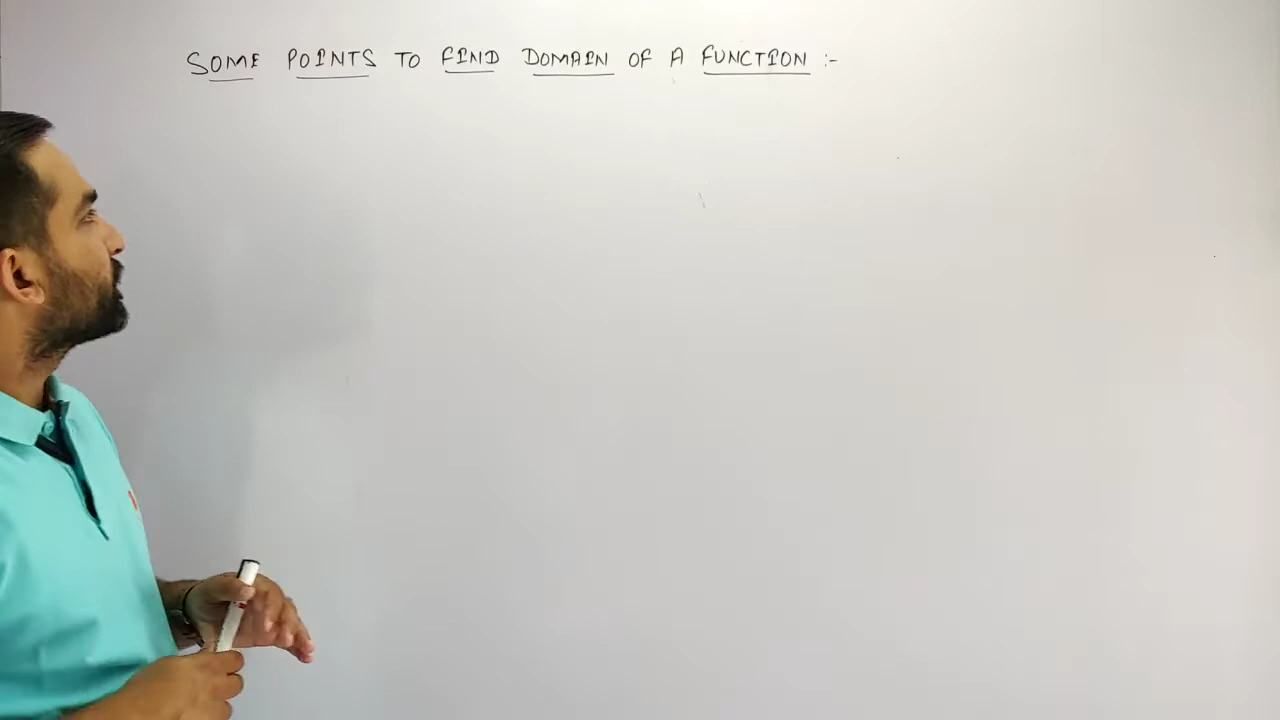 SOME POINTS TO FIND DOMAIN OF A FUNCTION :-